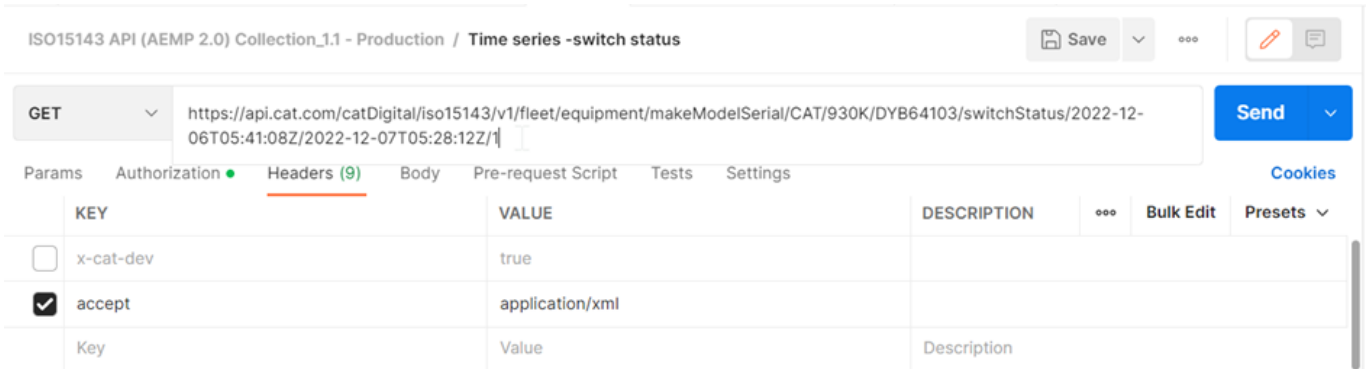 ISO15143 API (AEMP 2.0) Collection_1.1 - Production / Time series -switch status
Save
GET
https://api.cat.com/catDigital/iso15143/v1/fleet/equipment/makeModelSerial/CAT/930K/DYB64103/switchStatus/2022-12-
06T05:41:08Z/2022-12-07T05:28:12Z/1
Send
Params Authorization Headers (9) Body Pre-request Script Tests Settings Cookies
KEY VALUE DESCRIPTION Bulk Edit Presets
x-cat-dev true
accept application/xml
Key Value Description